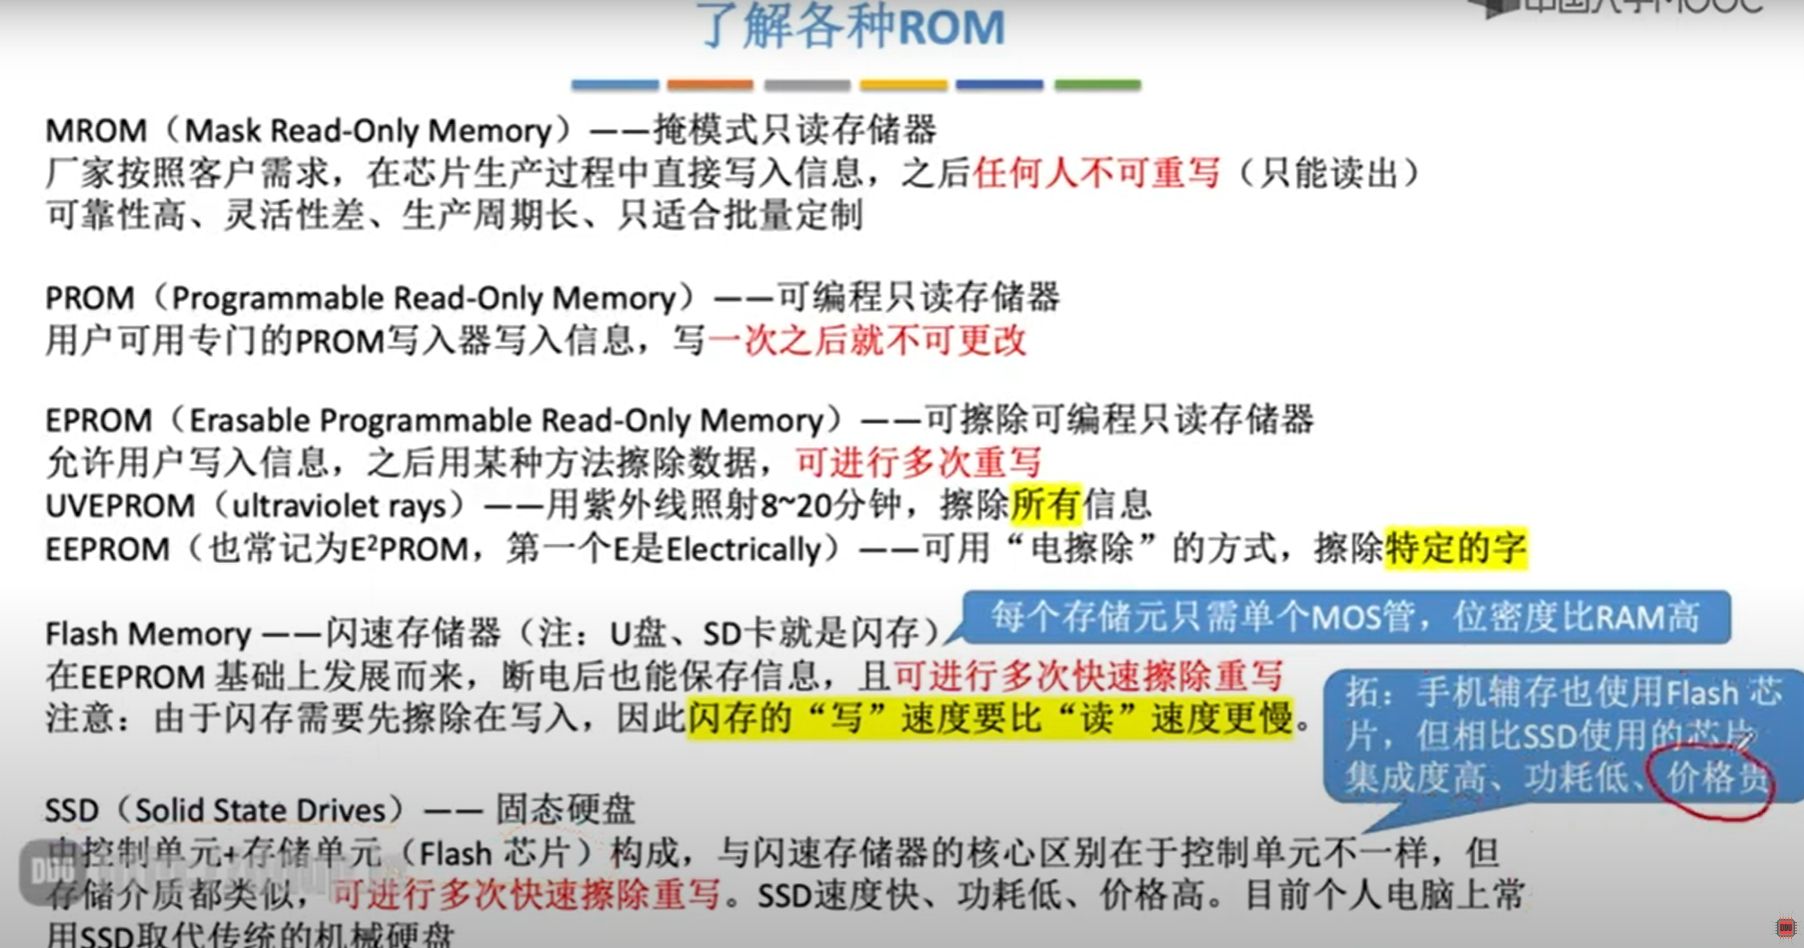 了解各种ROM
MROM（Mask Read-Only Memory）——掩模式只读存储器
厂家按照客户需求，在芯片生产过程中直接写入信息，之后任何人不可重写（只能读出）
可靠性高、灵活性差、生产周期长、只适合批量定制
PROM（Programmable Read-Only Memory）——可编程只读存储器
用户可用专门的PROM写入器写入信息，写一次之后就不可更改
EPROM（Erasable Programmable Read-Only Memory）——可擦除可编程只读存储器
允许用户写入信息，之后用某种方法擦除数据，可进行多次重写
UVEPROM（ultraviolet rays）——用紫外线照射8~20分钟，擦除所有信息
EEPROM（也常记为E²PROM，第一个E是Electrically）——可用“电擦除”的方式，擦除特定的字
Flash Memory ——闪速存储器（注：U盘、SD卡就是闪存）
每个存储元只需单个MOS管，位密度比RAM高
在EEPROM 基础上发展而来，断电后也能保存信息，且可进行多次快速擦除重写
注意：由于闪存需要先擦除在写入，因此闪存的“写”速度要比“读”速度更慢。
拓：手机辅存也使用Flash 芯
片，但相比SSD使用的芯片
集成度高、功耗低、价格贵
SSD（Solid State Drives）—— 固态硬盘
由控制单元+存储单元（Flash 芯片）构成，与闪速存储器的核心区别在于控制单元不一样，但
存储介质都类似，可进行多次快速擦除重写。SSD速度快、功耗低、价格高。目前个人电脑上常
用SSD取代传统的机械硬盘